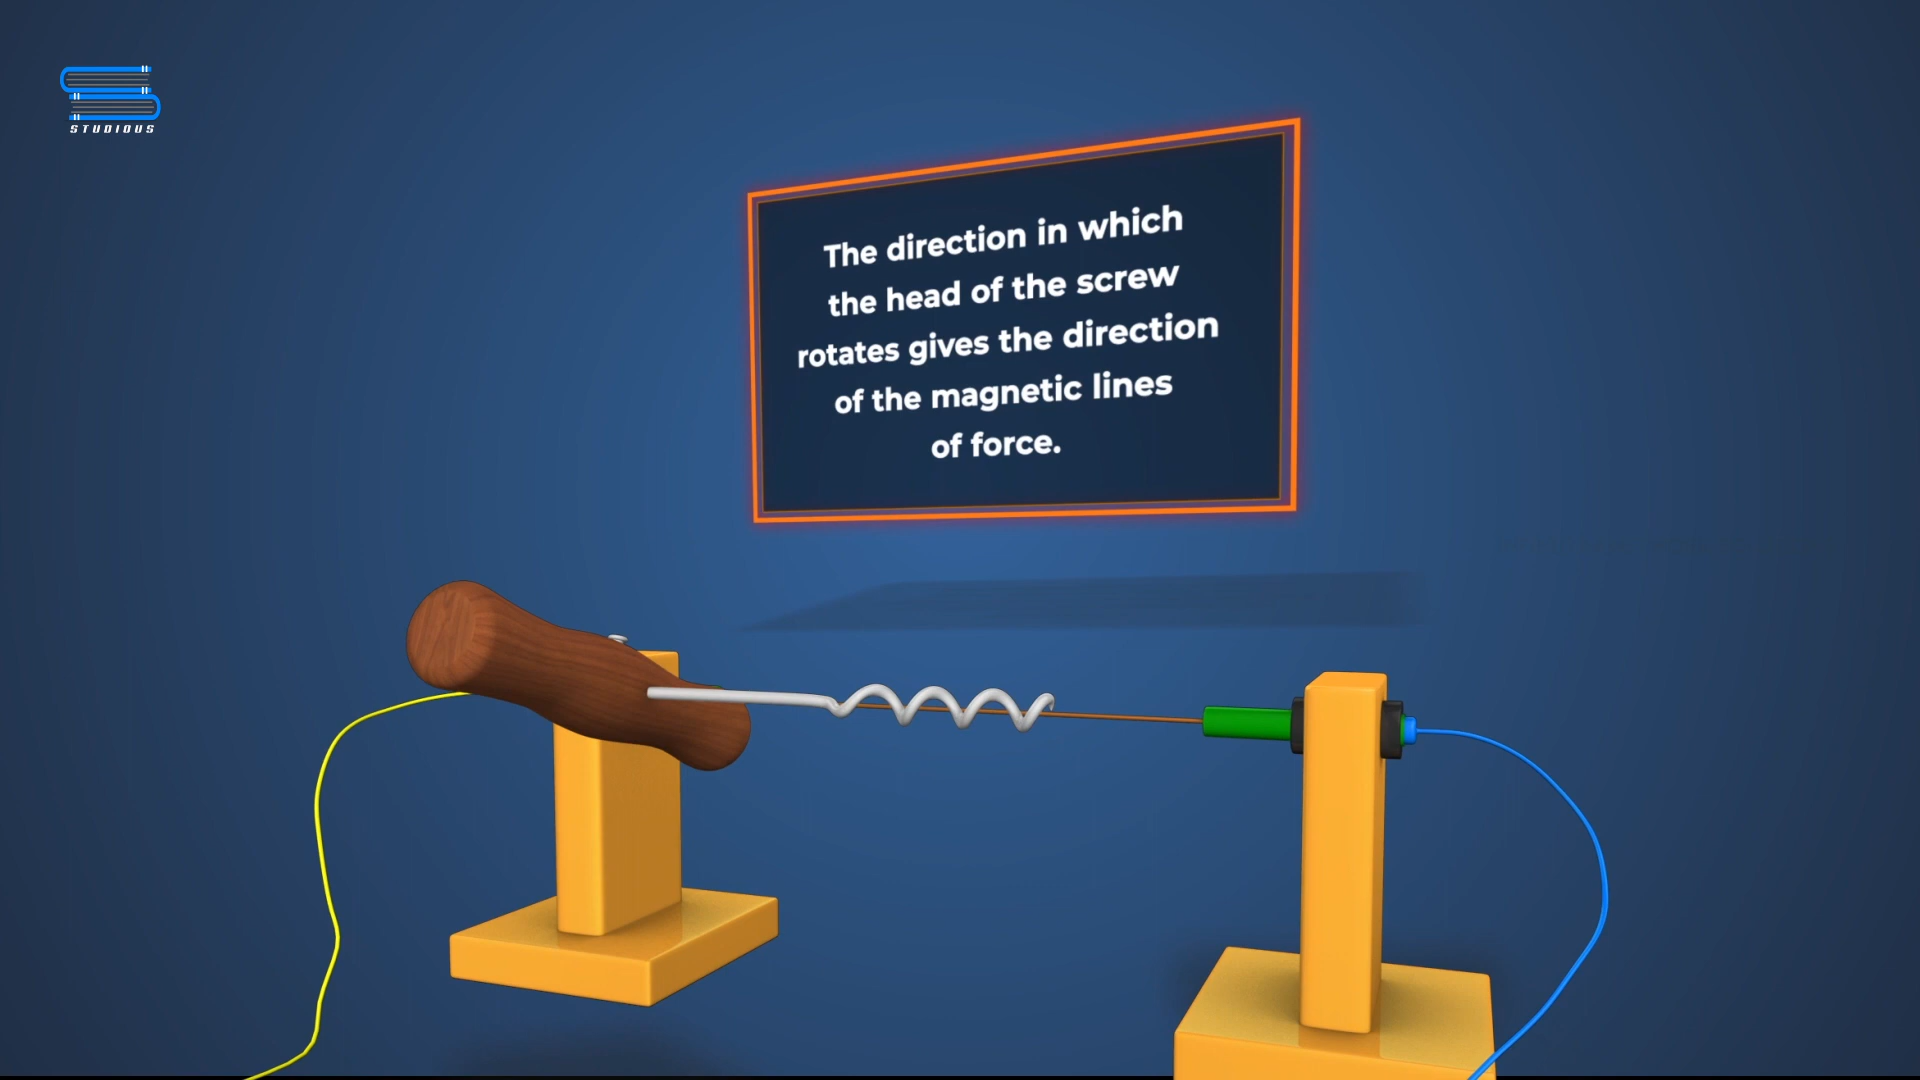 STUDIOUS
The direction in which
the head of the screw
rotates gives the direction
of the magnetic lines
of force.